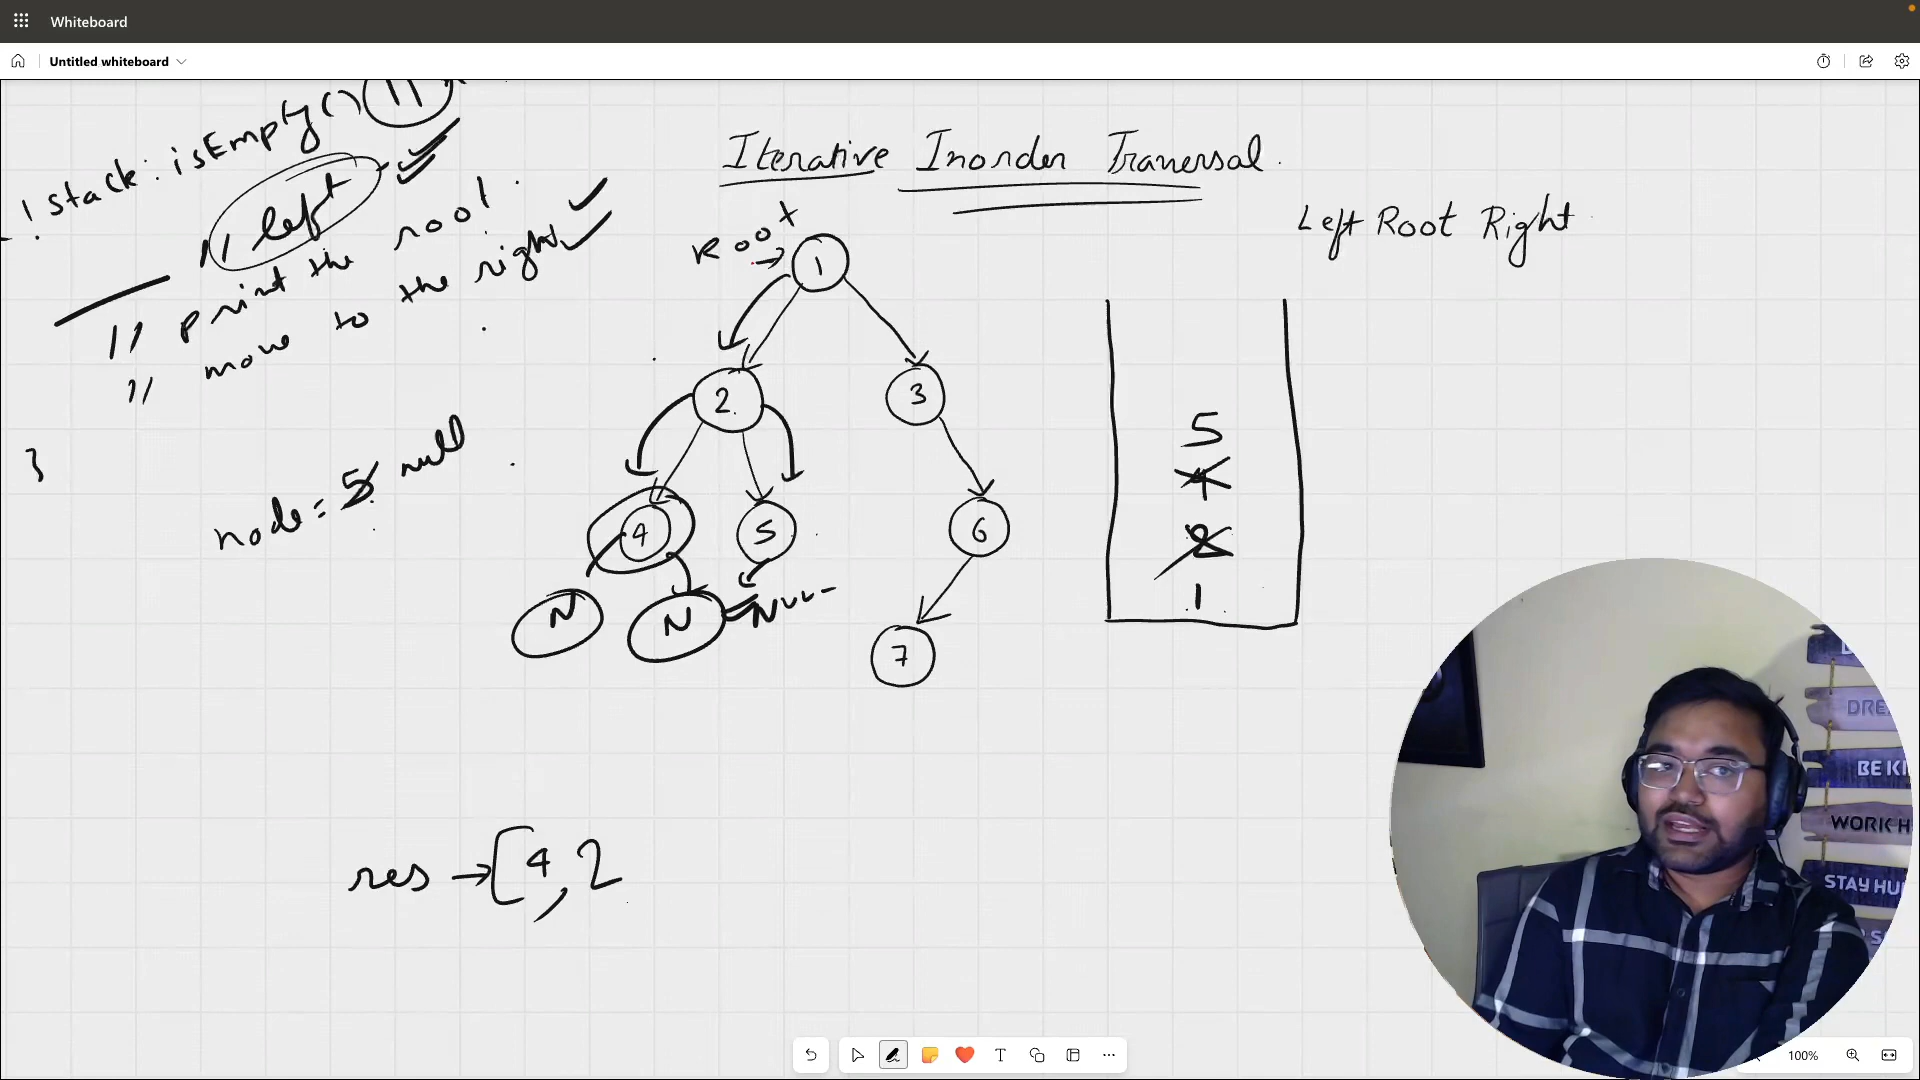 Whiteboard
Untitled whiteboard
! stack . isEmpty () ||
// left
// print the root
// move to the right
}
node = 5 null
Iterative Inorder Traversal.
Left Root Right
Root
1
2
3
4
5
6
N
N
NULL
7
5
4
2
1
res → [4, 2
DRE
BE KI
WORK H
STAY HU
100%